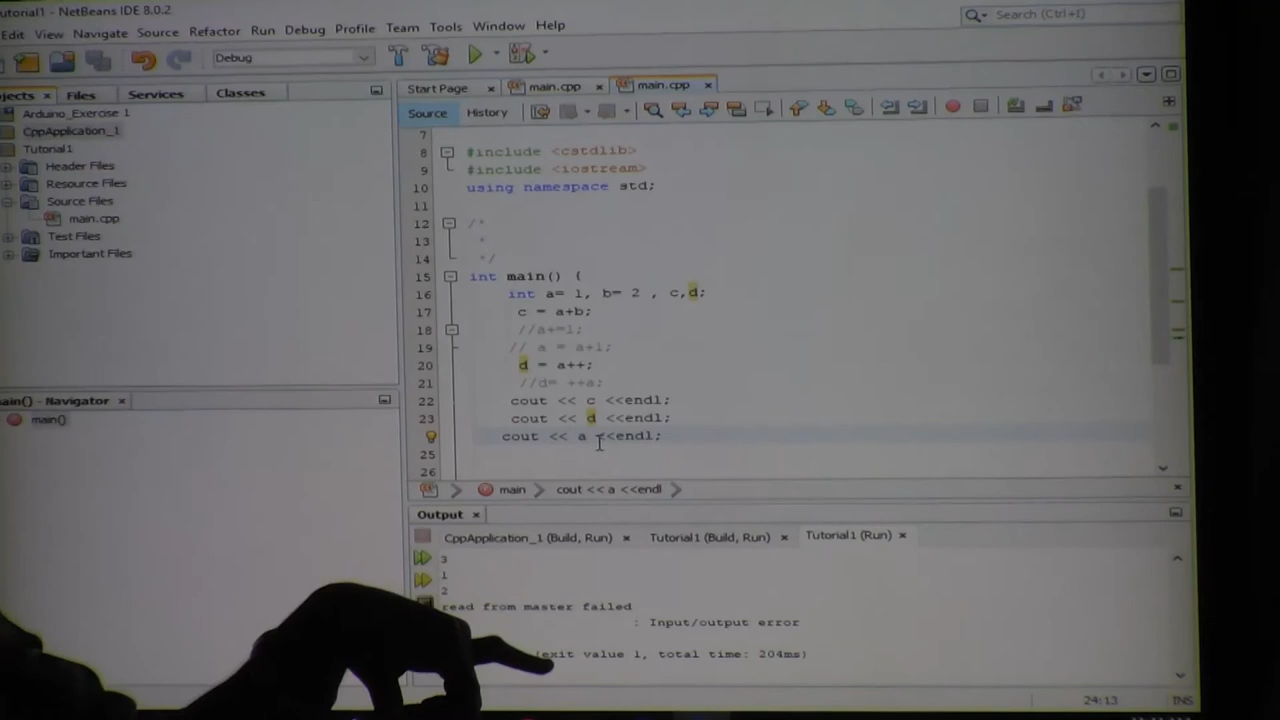 Tutorial1 - NetBeans IDE 8.0.2
Search (Ctrl+I)
Edit View Navigate Source Refactor Run Debug Profile Team Tools Window Help
Debug
Files Services Classes
Start Page main.cpp main.cpp
Source History
Arduino_Exercise 1
CppApplication_1
Tutorial1
Header Files
Resource Files
Source Files
main.cpp
Test Files
Important Files
main() - Navigator
main()
7
8 #include <cstdlib>
9 #include <iostream>
10 using namespace std;
11
12 /*
13 *
14 */
15 int main() {
16 int a= 1, b= 2 , c,d;
17 c = a+b;
18 //a+=1;
19 // a = a+1;
20 d = a++;
21 //d= ++a;
22 cout << c <<endl;
23 cout << d <<endl;
cout << a <<endl;
25
26
main cout << a <<endl
Output
CppApplication_1 (Build, Run) Tutorial1 (Build, Run) Tutorial1 (Run)
3
1
2
read from master failed
: Input/output error
(exit value 1, total time: 204ms)
24:13 INS